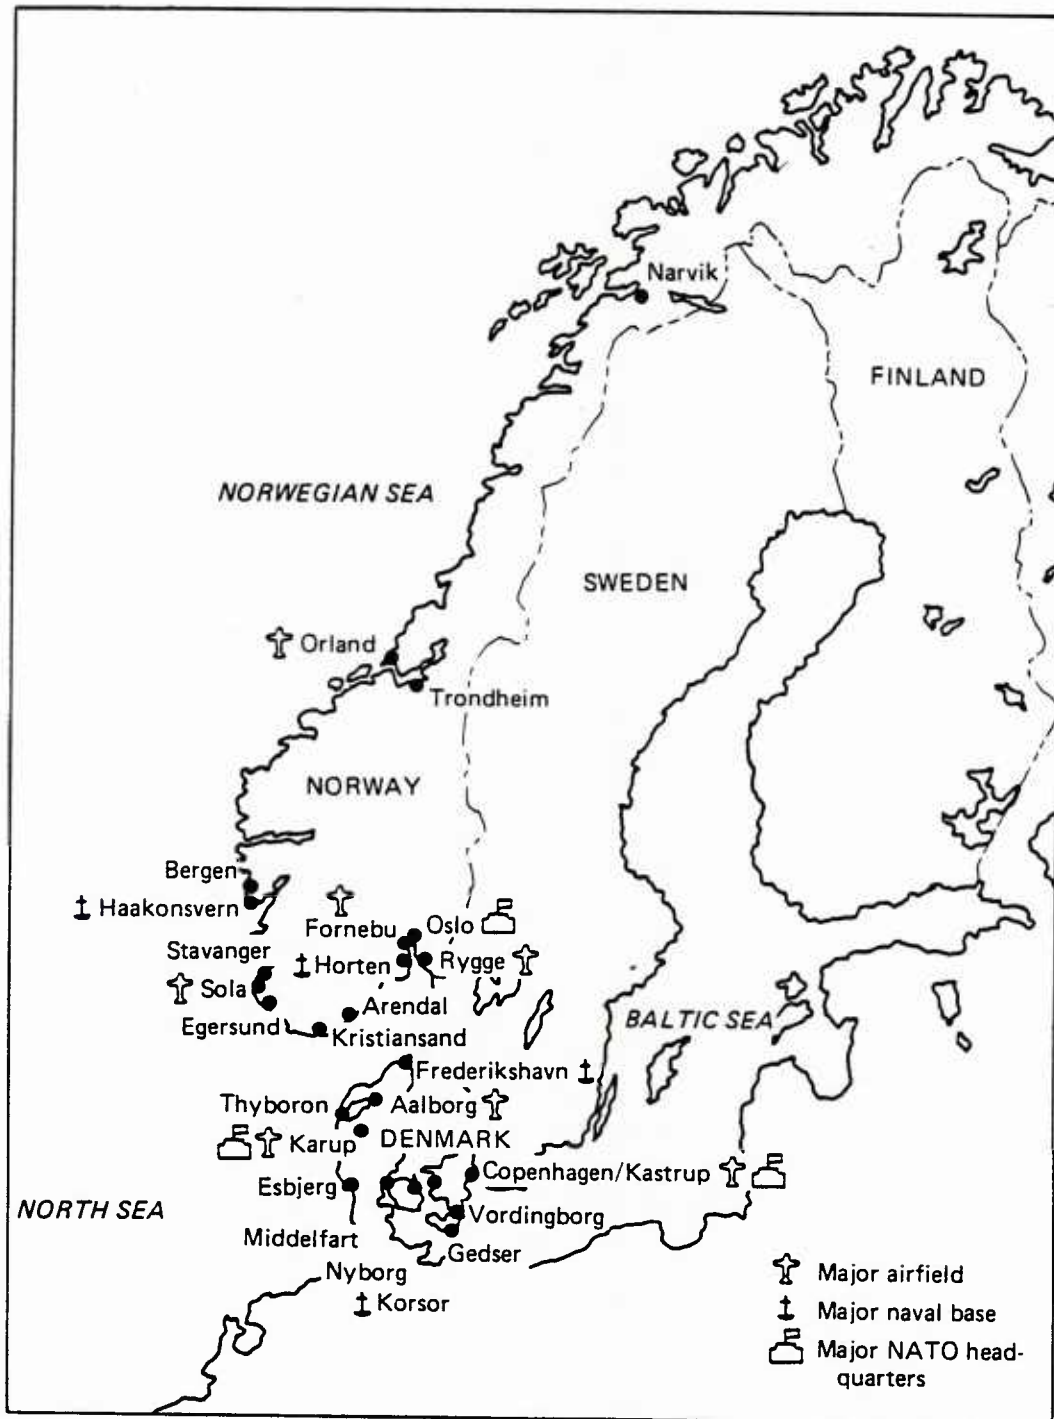 Narvik
FINLAND
NORWEGIAN SEA
SWEDEN
Orland
Trondheim
NORWAY
Bergen
Haakonsvern
Fornebu
Oslo
Stavanger
Horten
Rygge
Sola
Arendal
Egersund
Kristiansand
BALTIC SEA
Frederikshavn
Thyboron
Aalborg
Karup
DENMARK
Esbjerg
Copenhagen/Kastrup
NORTH SEA
Vordingborg
Middelfart
Gedser
Nyborg
Korsor
Major airfield
Major naval base
Major NATO head-
quarters